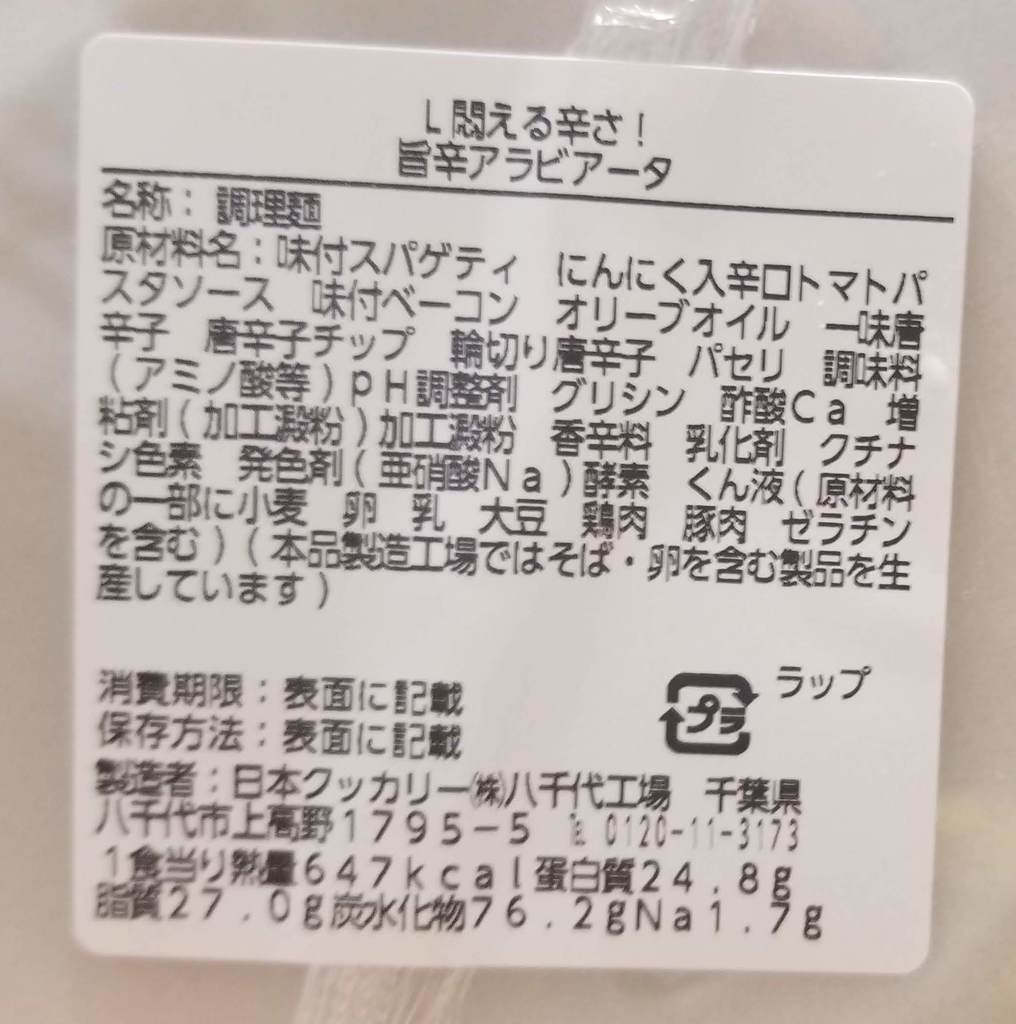 L悶える辛さ！
旨辛アラビアータ
名称：調理麺
原材料名：味付スパゲティ　にんにく入辛口トマトパ
スタソース　味付ベーコン　オリーブオイル　一味唐
辛子　唐辛子チップ　輪切り唐辛子　パセリ　調味料
（アミノ酸等）ｐＨ調整剤　グリシン　酢酸Ｃａ　増
粘剤（加工澱粉）加工澱粉　香辛料　乳化剤　クチナ
シ色素　発色剤（亜硝酸Ｎａ）酵素　くん液（原材料
の一部に小麦　卵　乳　大豆　鶏肉　豚肉　ゼラチン
を含む）（本品製造工場ではそば・卵を含む製品を生
産しています）
消費期限：表面に記載
保存方法：表面に記載
ラップ
プラ
製造者：日本クッカリー㈱八千代工場　千葉県
八千代市上高野１７９５－５　℡0120-11-3173
１食当り熱量６４７ｋｃａｌ蛋白質２４．８ｇ
脂質２７．０ｇ炭水化物７６．２ｇＮａ１．７ｇ